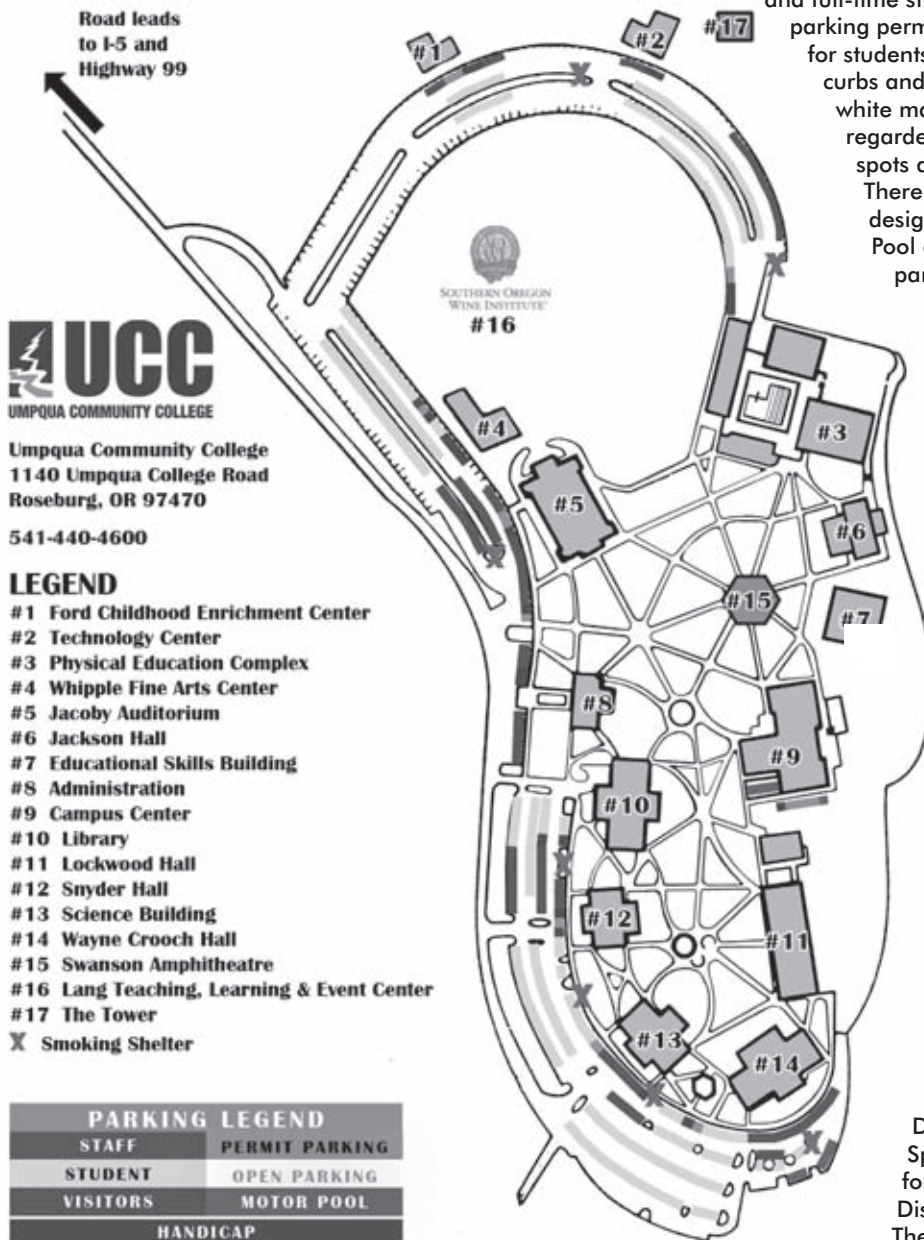 Road leads
to I-5 and
Highway 99
#1
#2
#17
parking perm
for students
curbs and
white ma
regarde
spots a
There
desig
Pool
par
SOUTHERN OREGON
WINE INSTITUTE
#16
UCC
UMPQUA COMMUNITY COLLEGE
Umpqua Community College
1140 Umpqua College Road
Roseburg, OR 97470
541-440-4600
#4
#3
#5
#6
#15
#7
#8
#9
#10
#11
#12
#13
#14
LEGEND
#1 Ford Childhood Enrichment Center
#2 Technology Center
#3 Physical Education Complex
#4 Whipple Fine Arts Center
#5 Jacoby Auditorium
#6 Jackson Hall
#7 Educational Skills Building
#8 Administration
#9 Campus Center
#10 Library
#11 Lockwood Hall
#12 Snyder Hall
#13 Science Building
#14 Wayne Crooch Hall
#15 Swanson Amphitheatre
#16 Lang Teaching, Learning & Event Center
#17 The Tower
X Smoking Shelter
PARKING LEGEND
STAFF PERMIT PARKING
STUDENT OPEN PARKING
VISITORS MOTOR POOL
HANDICAP
D
Sp
for
Dis
The